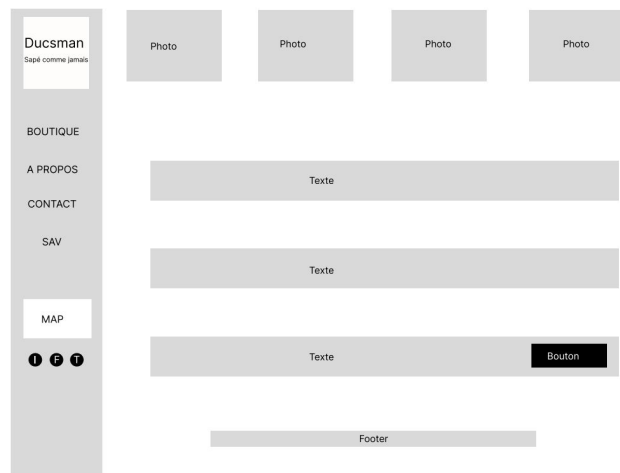 Ducsman
Sapé comme jamais
BOUTIQUE
A PROPOS
CONTACT
SAV
MAP
I F T
Photo Photo Photo Photo
Texte
Texte
Texte Bouton
Footer